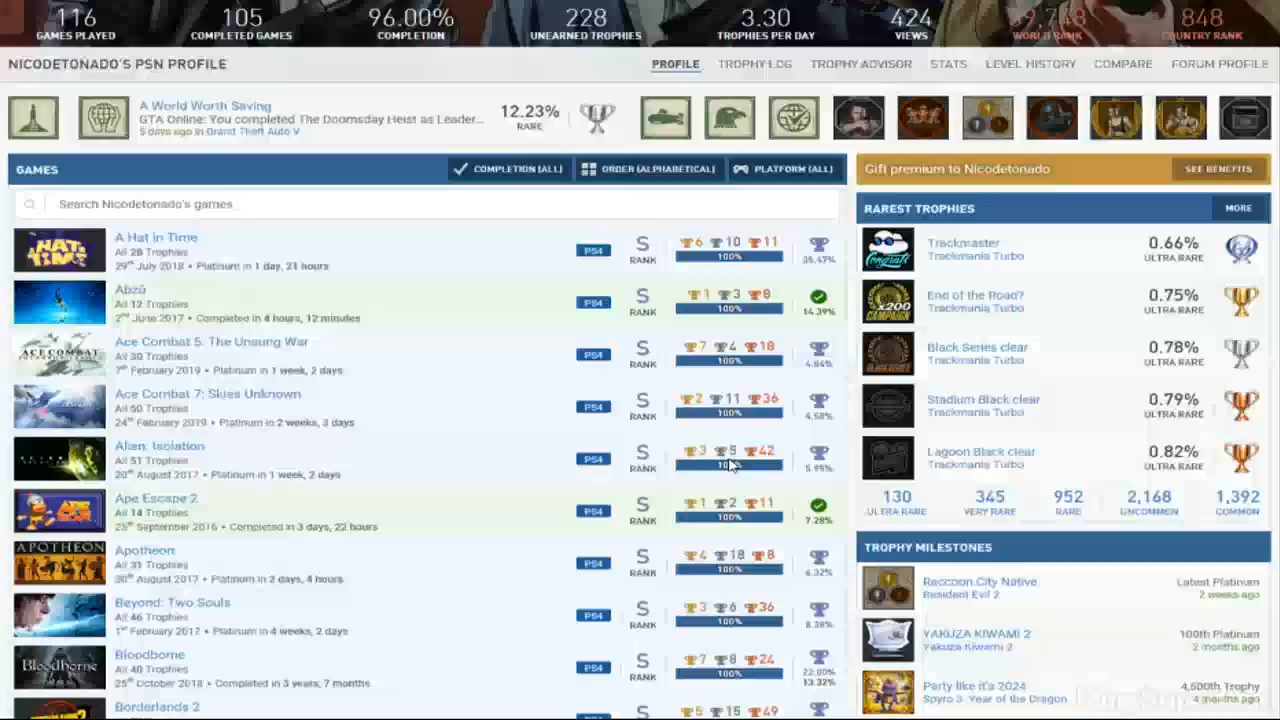 116 105 96.00% 228 3.30 424 848
GAMES PLAYED COMPLETED GAMES COMPLETION UNEARNED TROPHIES TROPHIES PER DAY VIEWS WORLD RANK COUNTRY RANK
NICODETONADO'S PSN PROFILE PROFILE TROPHY LOG TROPHY ADVISOR STATS LEVEL HISTORY COMPARE FORUM PROFILE
A World Worth Saving
GTA Online: You completed The Doomsday Heist as Leader...
5 days ago in Grand Theft Auto V
12.23%
RARE
GAMES COMPLETION (ALL) ORDER (ALPHABETICAL) PLATFORM (ALL)
Search Nicodetonado's games
A Hat in Time
All 28 Trophies
29th July 2018 • Platinum in 1 day, 21 hours
PS4 S RANK 6 10 11 100%
Abzû
All 12 Trophies
2nd June 2017 • Completed in 4 hours, 12 minutes
PS4 S RANK 1 3 8 100% 14.39%
Ace Combat 5: The Unsung War
All 30 Trophies
February 2019 • Platinum in 1 week, 2 days
PS4 S RANK 7 4 18 100% 4.84%
Ace Combat 7: Skies Unknown
All 50 Trophies
24th February 2019 • Platinum in 2 weeks, 3 days
PS4 S RANK 2 11 36 100%
Alien: Isolation
All 51 Trophies
20th August 2017 • Platinum in 1 week, 2 days
PS4 S RANK 5 42
Ape Escape 2
All 14 Trophies
25th September 2016 • Completed in 3 days, 22 hours
PS4 S RANK 1 2 11 100% 7.28%
APOTHEON
Apotheon
All 31 Trophies
August 2017 • Platinum in 2 days, 4 hours
PS4 S RANK 4 18 8 100% 6.32%
Beyond: Two Souls
All 46 Trophies
1st February 2017 • Platinum in 4 weeks, 2 days
PS4 S RANK 3 6 36 100% 8.38%
Bloodborne
Bloodborne
All 40 Trophies
October 2018 • Completed in 3 years, 7 months
PS4 S RANK 7 8 24 100% 13.32%
Borderlands 2
5 15 49
Gift premium to Nicodetonado SEE BENEFITS
RAREST TROPHIES MORE
Trackmaster
Trackmania Turbo
0.66%
ULTRA RARE
End of the Road?
Trackmania Turbo
0.75%
ULTRA RARE
Black Series clear
Trackmania Turbo
0.78%
ULTRA RARE
Stadium Black clear
Trackmania Turbo
0.79%
ULTRA RARE
Lagoon Black clear
Trackmania Turbo
0.82%
ULTRA RARE
130 345 952 2,168 1,392
ULTRA RARE VERY RARE RARE UNCOMMON COMMON
TROPHY MILESTONES
Raccoon City Native Latest Platinum
Resident Evil 2 2 weeks ago
YAKUZA KIWAMI 2 100th Platinum
Yakuza Kiwami 2 2 months ago
Party like it's 2024 4,500th Trophy
Spyro 3: Year of the Dragon 4 months ago